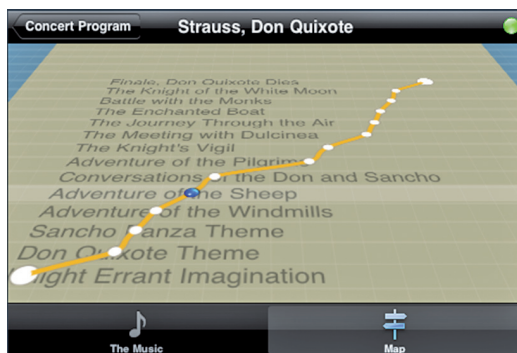 Concert Program
Strauss, Don Quixote
Finale, Don Quixote Dies
The Knight of the White Moon
Battle with the Monks
The Enchanted Boat
The Journey Through the Air
The Meeting with Dulcinea
The Knight's Vigil
Adventure of the Pilgrims
Conversations of the Don and Sancho
Adventure of the Sheep
Adventure of the Windmills
Sancho Panza Theme
Don Quixote Theme
Knight Errant Imagination
The Music
Map